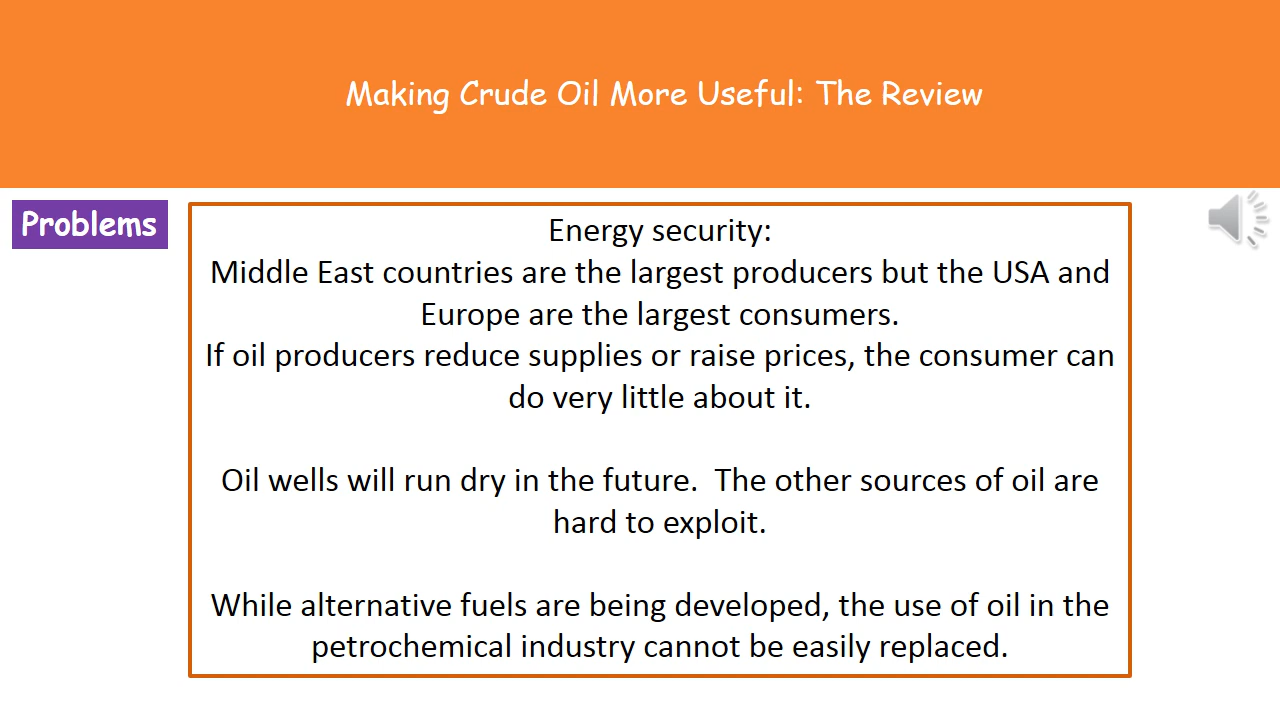 Making Crude Oil More Useful: The Review
Problems
Energy security:
Middle East countries are the largest producers but the USA and
Europe are the largest consumers.
If oil producers reduce supplies or raise prices, the consumer can
do very little about it.
Oil wells will run dry in the future.  The other sources of oil are
hard to exploit.
While alternative fuels are being developed, the use of oil in the
petrochemical industry cannot be easily replaced.